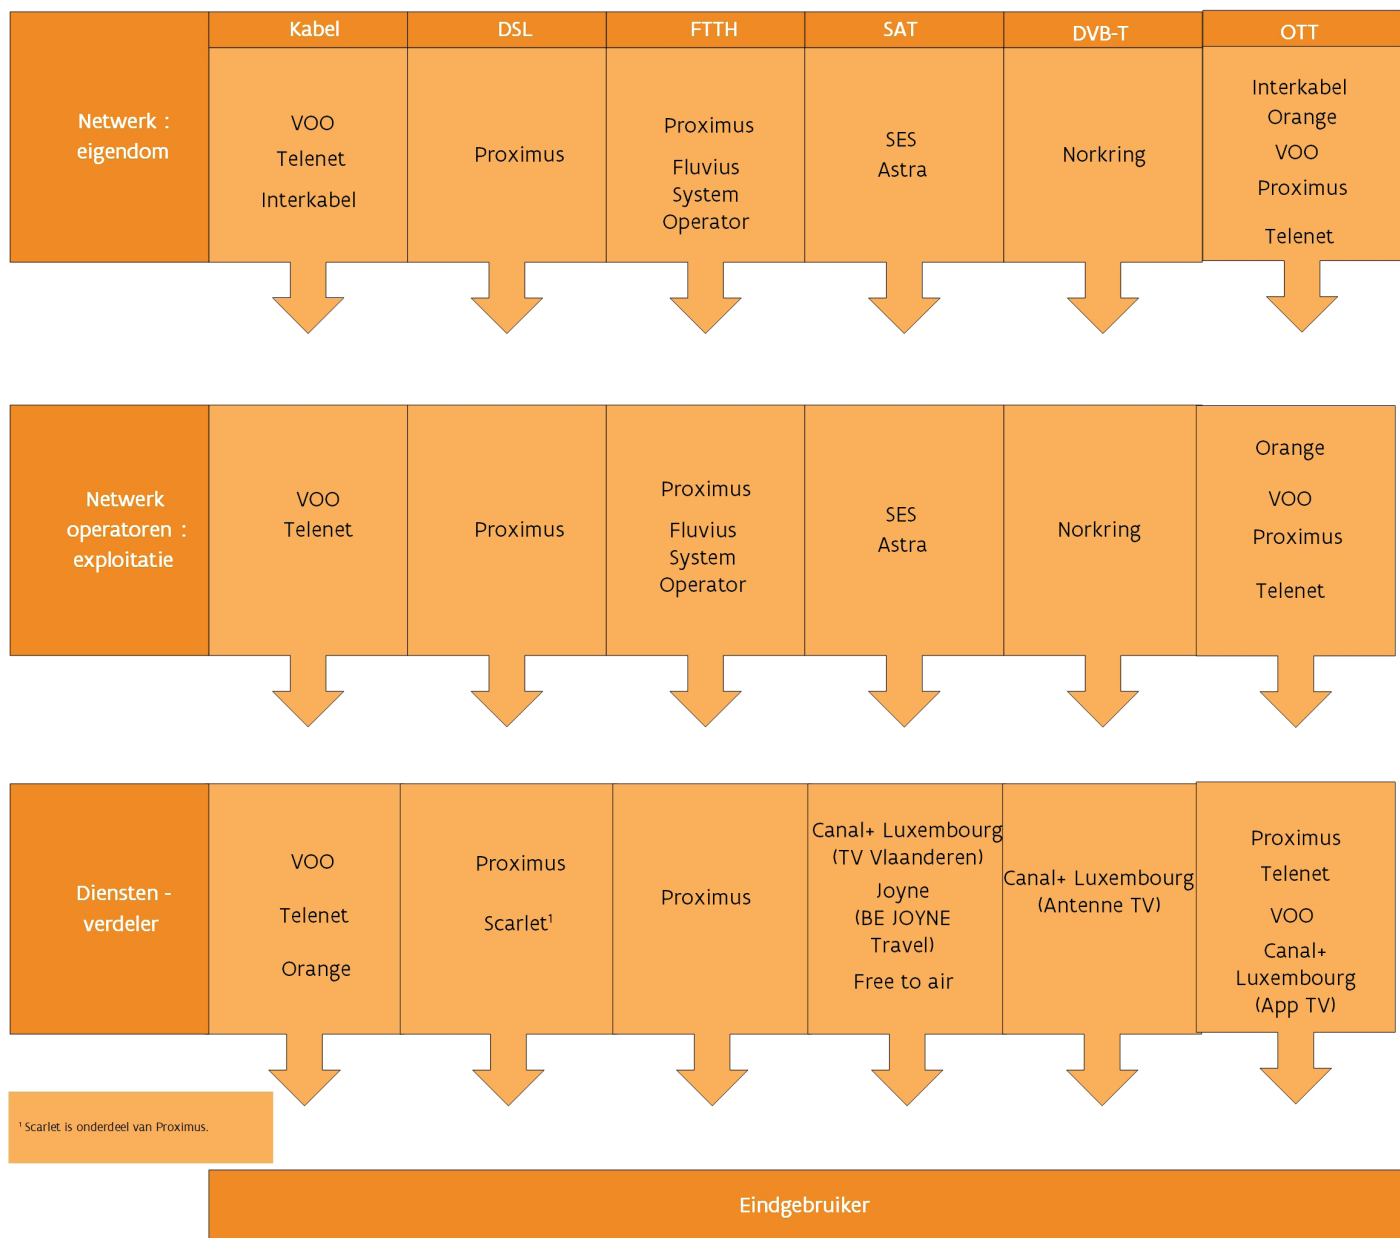 Kabel
DSL
FTTH
SAT
DVB-T
OTT
Netwerk :
eigendom
VOO
Telenet
Interkabel
Proximus
Proximus
Fluvius
System
Operator
SES
Astra
Norkring
Interkabel
Orange
VOO
Proximus
Telenet
Netwerk
operatoren :
exploitatie
VOO
Telenet
Proximus
Proximus
Fluvius
System
Operator
SES
Astra
Norkring
Orange
VOO
Proximus
Telenet
Diensten -
verdeler
VOO
Telenet
Orange
Proximus
Scarlet¹
Proximus
Canal+ Luxembourg
(TV Vlaanderen)
Joyne
(BE JOYNE
Travel)
Free to air
Canal+ Luxembourg
(Antenne TV)
Proximus
Telenet
VOO
Canal+
Luxembourg
(App TV)
¹ Scarlet is onderdeel van Proximus.
Eindgebruiker